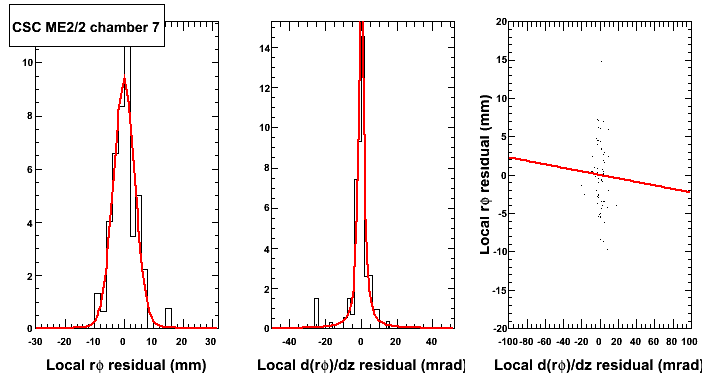 CSC ME2/2 chamber 7
10
8
6
4
2
0
-30 -20 -10 0 10 20 30
Local rϕ residual (mm)
14
12
10
8
6
4
2
0
-40 -20 0 20 40
Local d(rϕ)/dz residual (mrad)
Local rϕ residual (mm)
20
15
10
5
0
-5
-10
-15
-20
-100 -80 -60 -40 -20 0 20 40 60 80 100
Local d(rϕ)/dz residual (mrad)